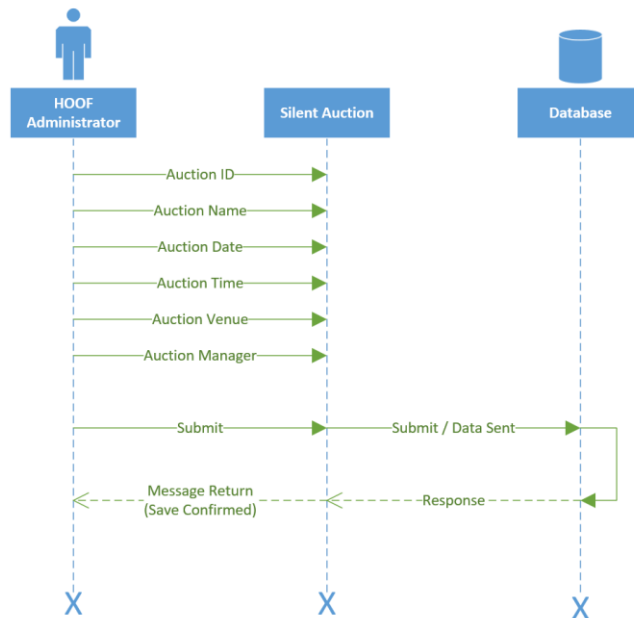 HOOF
Administrator
Silent Auction
Database
Auction ID
Auction Name
Auction Date
Auction Time
Auction Venue
Auction Manager
Submit
Submit / Data Sent
Message Return
(Save Confirmed)
Response
X
X
X